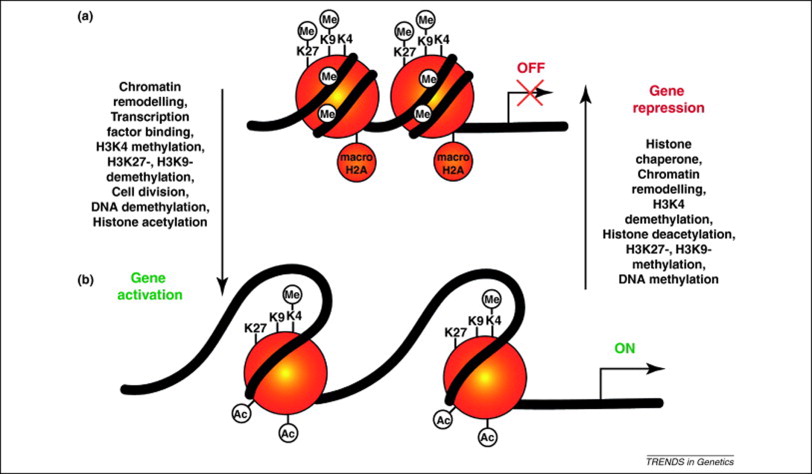 (a)
Me
Me
K27
K9
K4
Me
Me
macro
H2A
Me
Me
K27
K9
K4
Me
Me
macro
H2A
OFF
Chromatin
remodelling,
Transcription
factor binding,
H3K4 methylation,
H3K27-, H3K9-
demethylation,
Cell division,
DNA demethylation,
Histone acetylation
Gene
repression
Histone
chaperone,
Chromatin
remodelling,
H3K4
demethylation,
Histone deacetylation,
H3K27-, H3K9-
methylation,
DNA methylation
(b)
Gene
activation
Me
K27
K9
K4
Ac
Ac
Me
K27
K9
K4
Ac
Ac
ON
TRENDS in Genetics